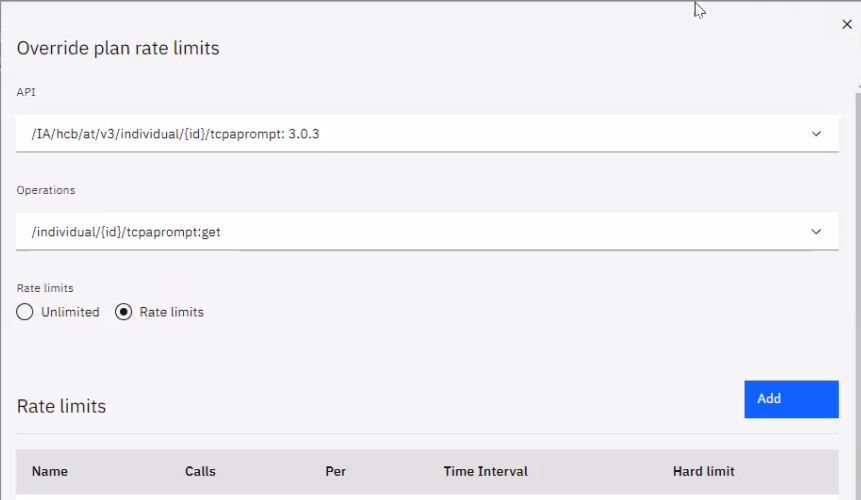 Override plan rate limits
API
/IA/hcb/at/v3/individual/{id}/tcpaprompt: 3.0.3
Operations
/individual/{id}/tcpaprompt:get
Rate limits
Unlimited Rate limits
Rate limits Add
Name Calls Per Time Interval Hard limit